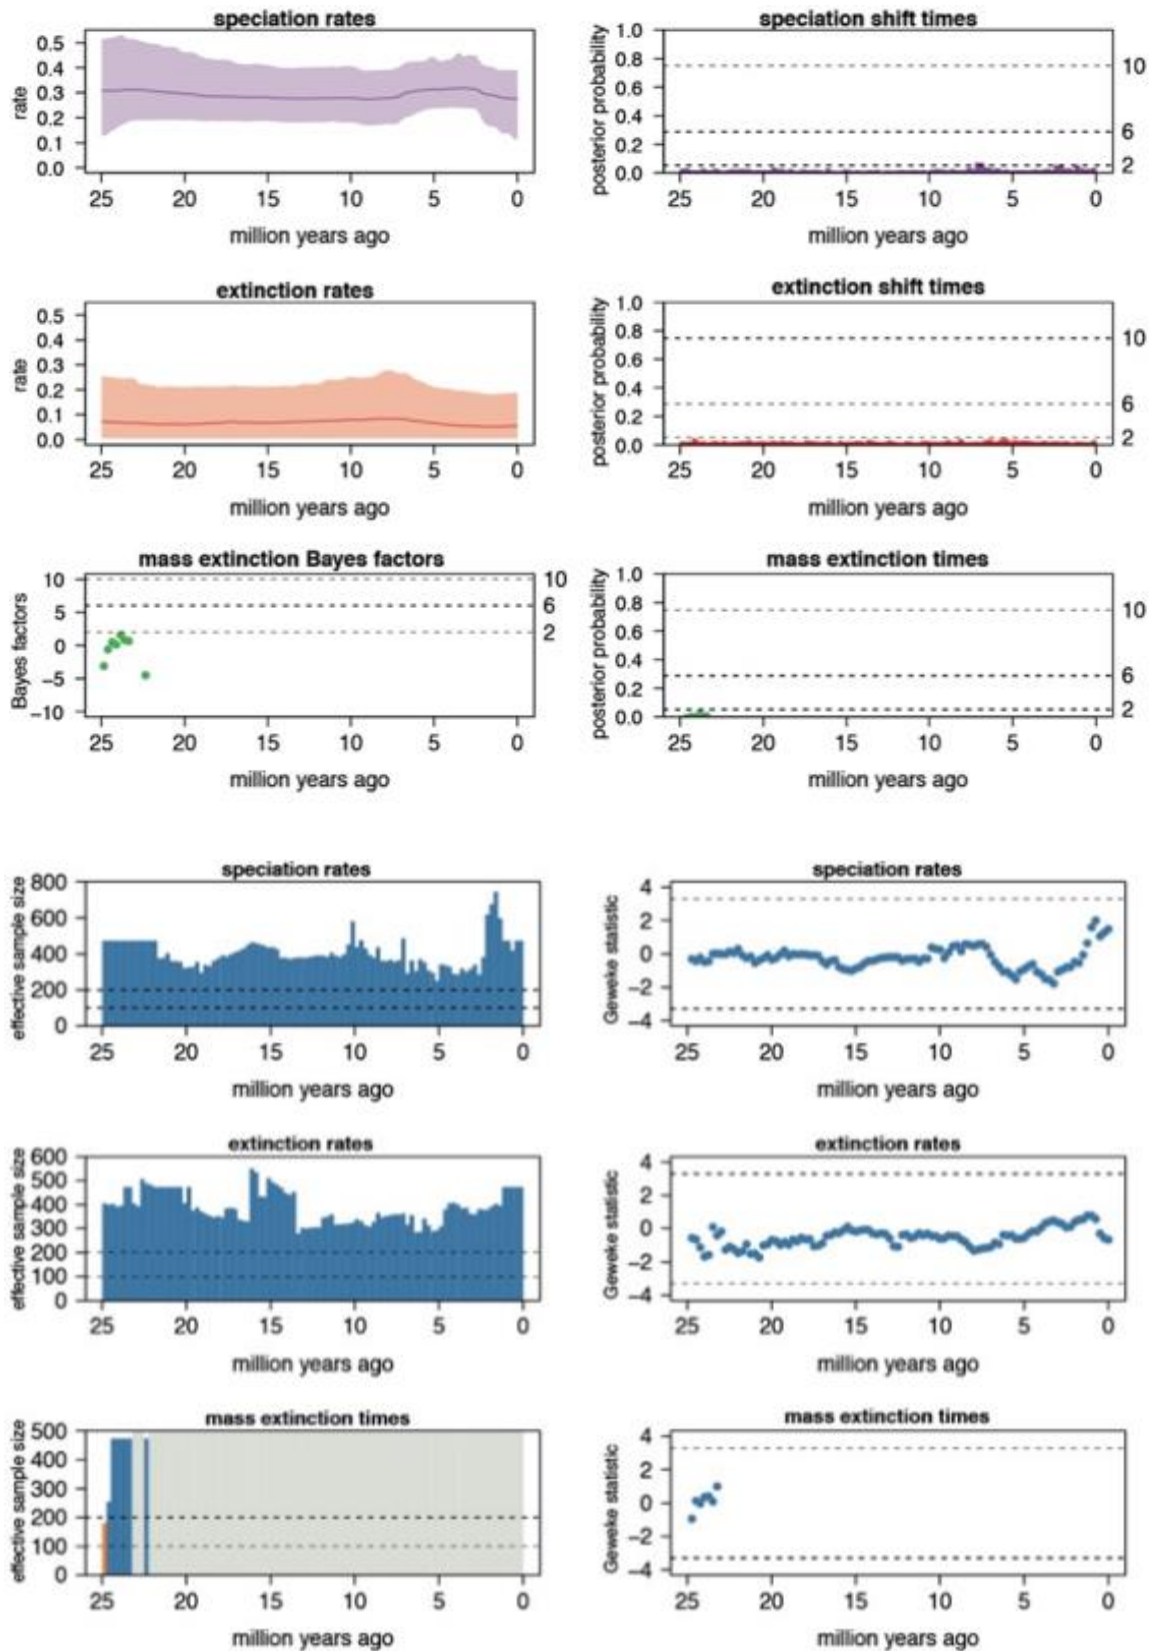 speciation rates
rate
0.5
0.4
0.3
0.2
0.1
0.0
25 20 15 10 5 0
million years ago
speciation shift times
posterior probability
1.0
0.8
0.6
0.4
0.2
0.0
10
6
2
25 20 15 10 5 0
million years ago
extinction rates
rate
0.5
0.4
0.3
0.2
0.1
0.0
25 20 15 10 5 0
million years ago
extinction shift times
posterior probability
1.0
0.8
0.6
0.4
0.2
0.0
10
6
2
25 20 15 10 5 0
million years ago
mass extinction Bayes factors
Bayes factors
10
5
0
−5
−10
10
6
2
25 20 15 10 5 0
million years ago
mass extinction times
posterior probability
1.0
0.8
0.6
0.4
0.2
0.0
10
6
2
25 20 15 10 5 0
million years ago
speciation rates
effective sample size
800
600
400
200
0
25 20 15 10 5 0
million years ago
speciation rates
Geweke statistic
4
2
0
−2
−4
25 20 15 10 5 0
million years ago
extinction rates
effective sample size
600
500
400
300
200
100
0
25 20 15 10 5 0
million years ago
extinction rates
Geweke statistic
4
2
0
−2
−4
25 20 15 10 5 0
million years ago
mass extinction times
effective sample size
500
400
300
200
100
0
25 20 15 10 5 0
million years ago
mass extinction times
Geweke statistic
4
2
0
−2
−4
25 20 15 10 5 0
million years ago